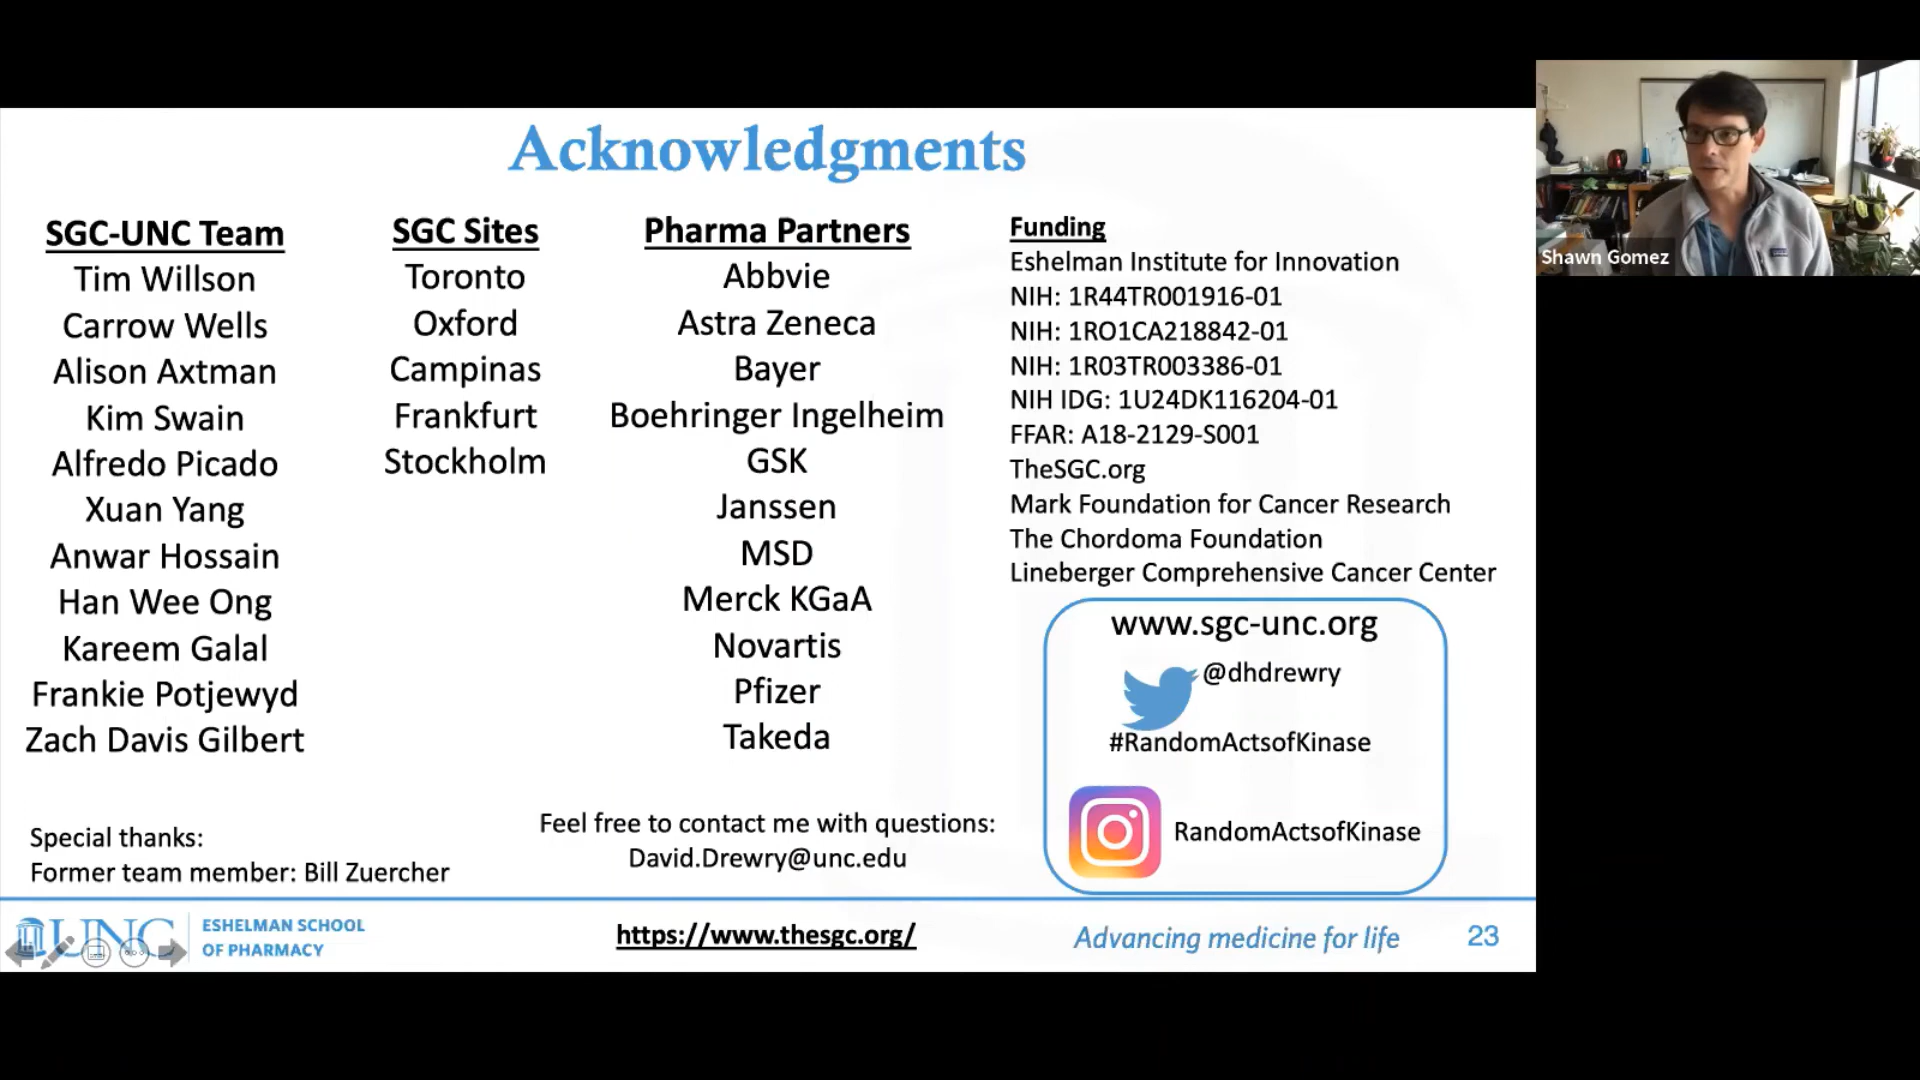 Acknowledgments
SGC-UNC Team
Tim Willson
Carrow Wells
Alison Axtman
Kim Swain
Alfredo Picado
Xuan Yang
Anwar Hossain
Han Wee Ong
Kareem Galal
Frankie Potjewyd
Zach Davis Gilbert
SGC Sites
Toronto
Oxford
Campinas
Frankfurt
Stockholm
Pharma Partners
Abbvie
Astra Zeneca
Bayer
Boehringer Ingelheim
GSK
Janssen
MSD
Merck KGaA
Novartis
Pfizer
Takeda
Funding
Eshelman Institute for Innovation
NIH: 1R44TR001916-01
NIH: 1RO1CA218842-01
NIH: 1R03TR003386-01
NIH IDG: 1U24DK116204-01
FFAR: A18-2129-S001
TheSGC.org
Mark Foundation for Cancer Research
The Chordoma Foundation
Lineberger Comprehensive Cancer Center
www.sgc-unc.org
@dhdrewry
#RandomActsofKinase
RandomActsofKinase
Special thanks:
Former team member: Bill Zuercher
Feel free to contact me with questions:
David.Drewry@unc.edu
UNC
ESHELMAN SCHOOL
OF PHARMACY
https://www.thesgc.org/
Advancing medicine for life
23
Shawn Gomez